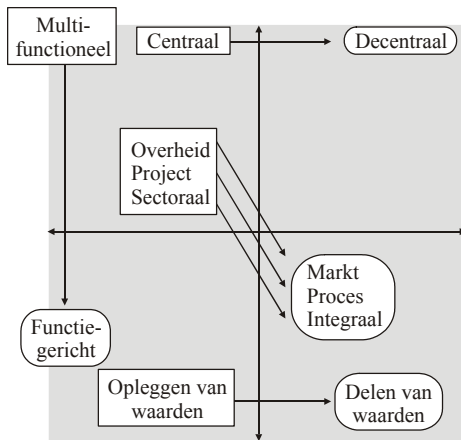 Multi-
functioneel
Centraal
Decentraal
Overheid
Project
Sectoraal
Markt
Proces
Integraal
Functie-
gericht
Opleggen van
waarden
Delen van
waarden